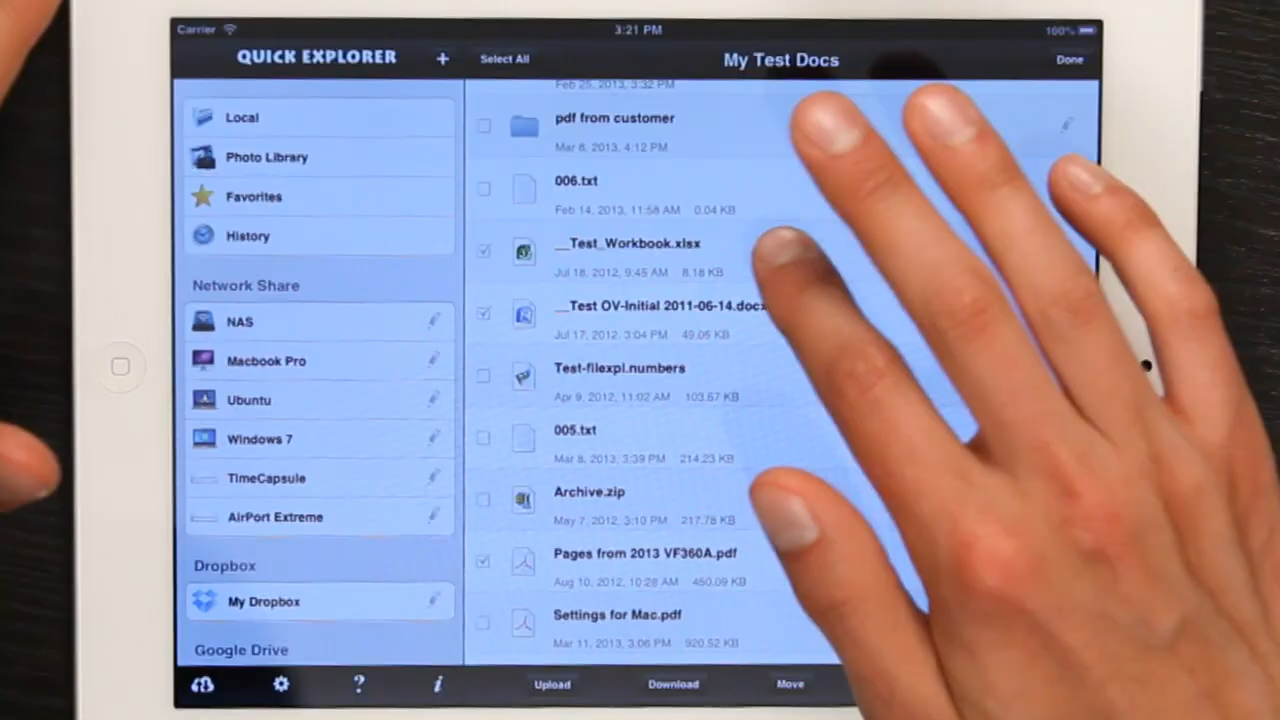 Carrier
3:21 PM
100%
QUICK EXPLORER
+
Select All
My Test Docs
Done
Local
Photo Library
Favorites
History
Network Share
NAS
Macbook Pro
Ubuntu
Windows 7
TimeCapsule
AirPort Extreme
Dropbox
My Dropbox
Google Drive
Feb 25, 2013, 3:32 PM
pdf from customer
Mar 8, 2013, 4:12 PM
006.txt
Feb 14, 2013, 11:58 AM 0.04 KB
__Test_Workbook.xlsx
Jul 18, 2012, 9:45 AM 8.18 KB
__Test OV-Initial 2011-06-14.docx
Jul 17, 2012, 3:04 PM 49.05 KB
Test-filexpl.numbers
Apr 9, 2012, 11:02 AM 103.67 KB
005.txt
Mar 8, 2013, 3:39 PM 214.23 KB
Archive.zip
May 7, 2012, 3:10 PM 217.78 KB
Pages from 2013 VF360A.pdf
Aug 10, 2012, 10:28 AM 450.09 KB
Settings for Mac.pdf
Mar 11, 2013, 3:06 PM 920.52 KB
? i
Upload
Download
Move